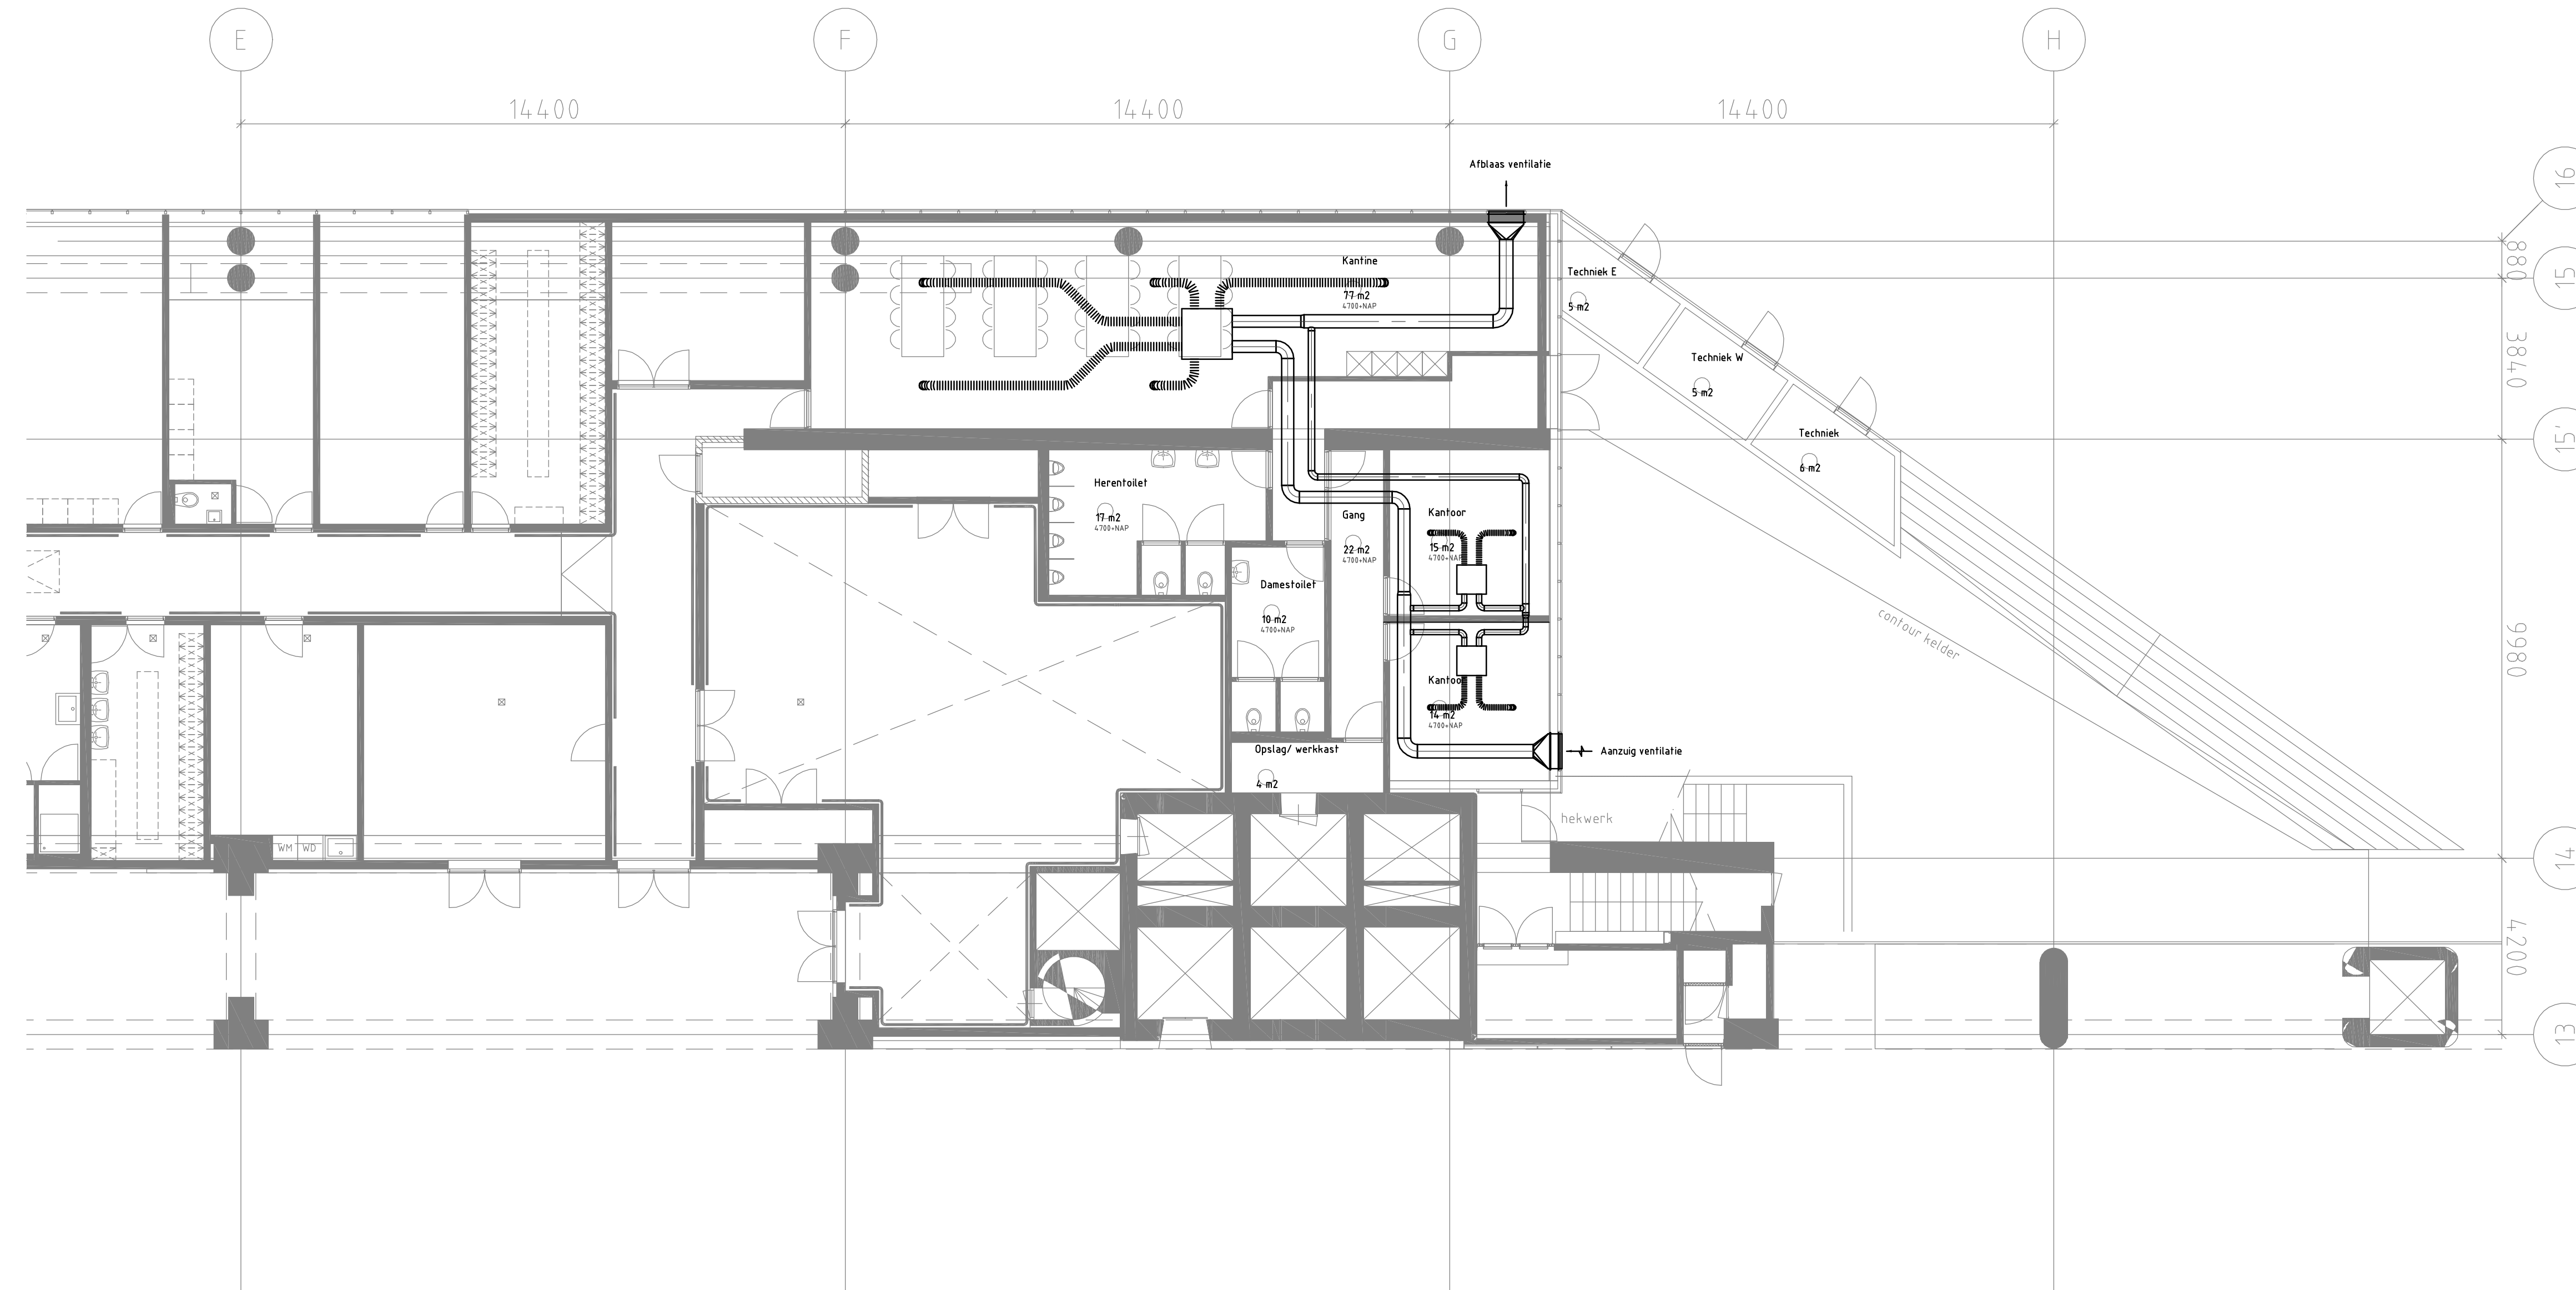 E
F
G
H
14400
14400
14400
16
15
15'
14
13
880
3840
9980
4200
Afblaas ventilatie
Kantine
77 m2
4700+NAP
Techniek E
5 m2
Techniek W
5 m2
Techniek
6 m2
Herentoilet
17 m2
4700+NAP
Gang
22 m2
4700+NAP
Kantoor
15 m2
4700+NAP
Damestoilet
10 m2
4700+NAP
Kantoor
14 m2
4700+NAP
Opslag/ werkkast
4 m2
Aanzuig ventilatie
contour kelder
hekwerk
WM
WD